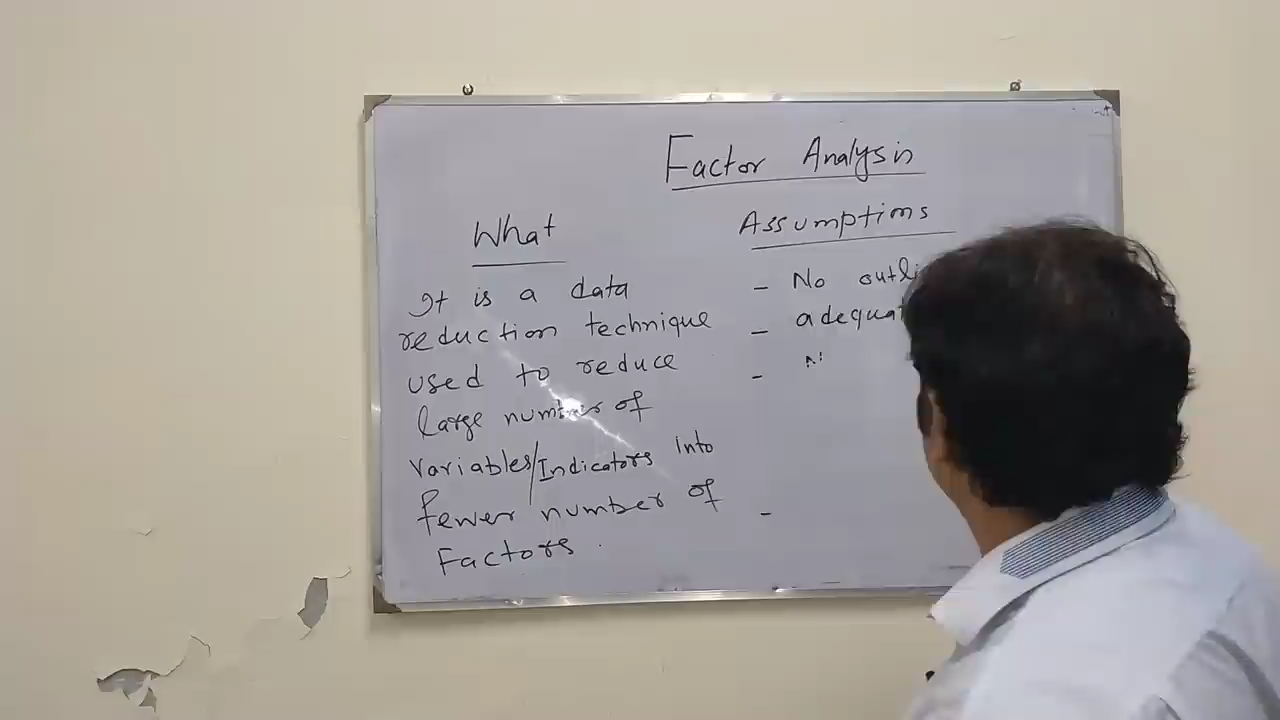 Factor Analysis
What
It is a data
reduction technique
used to reduce
large number of
variables/Indicators into
fewer number of
Factors.
Assumptions
- No
-
-
-